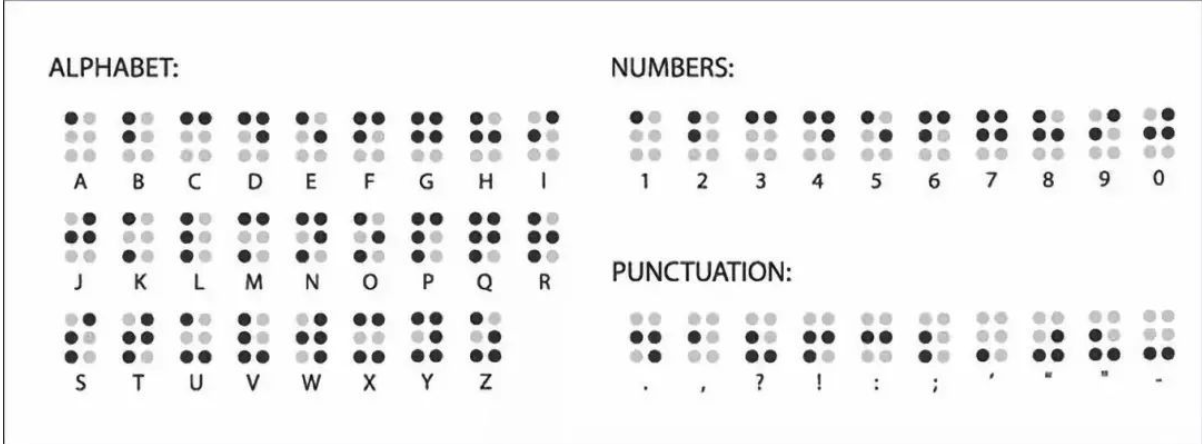 ALPHABET:
A B C D E F G H I
J K L M N O P Q R
S T U V W X Y Z
NUMBERS:
1 2 3 4 5 6 7 8 9 0
PUNCTUATION:
. , ? ! : ; ' “ " -